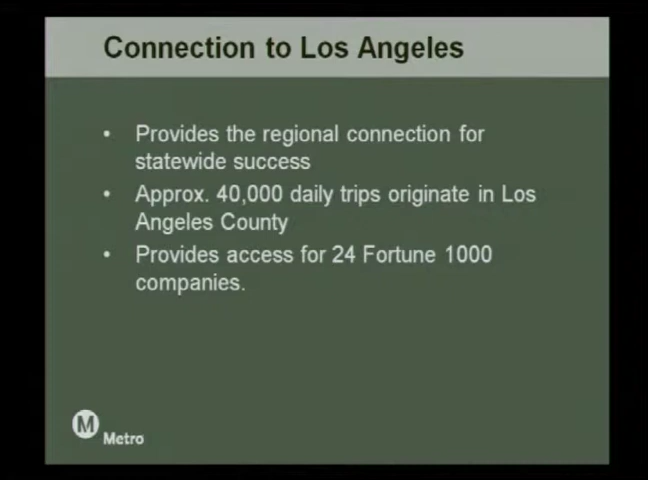 Connection to Los Angeles
• Provides the regional connection for
statewide success
• Approx. 40,000 daily trips originate in Los
Angeles County
• Provides access for 24 Fortune 1000
companies.
M
Metro